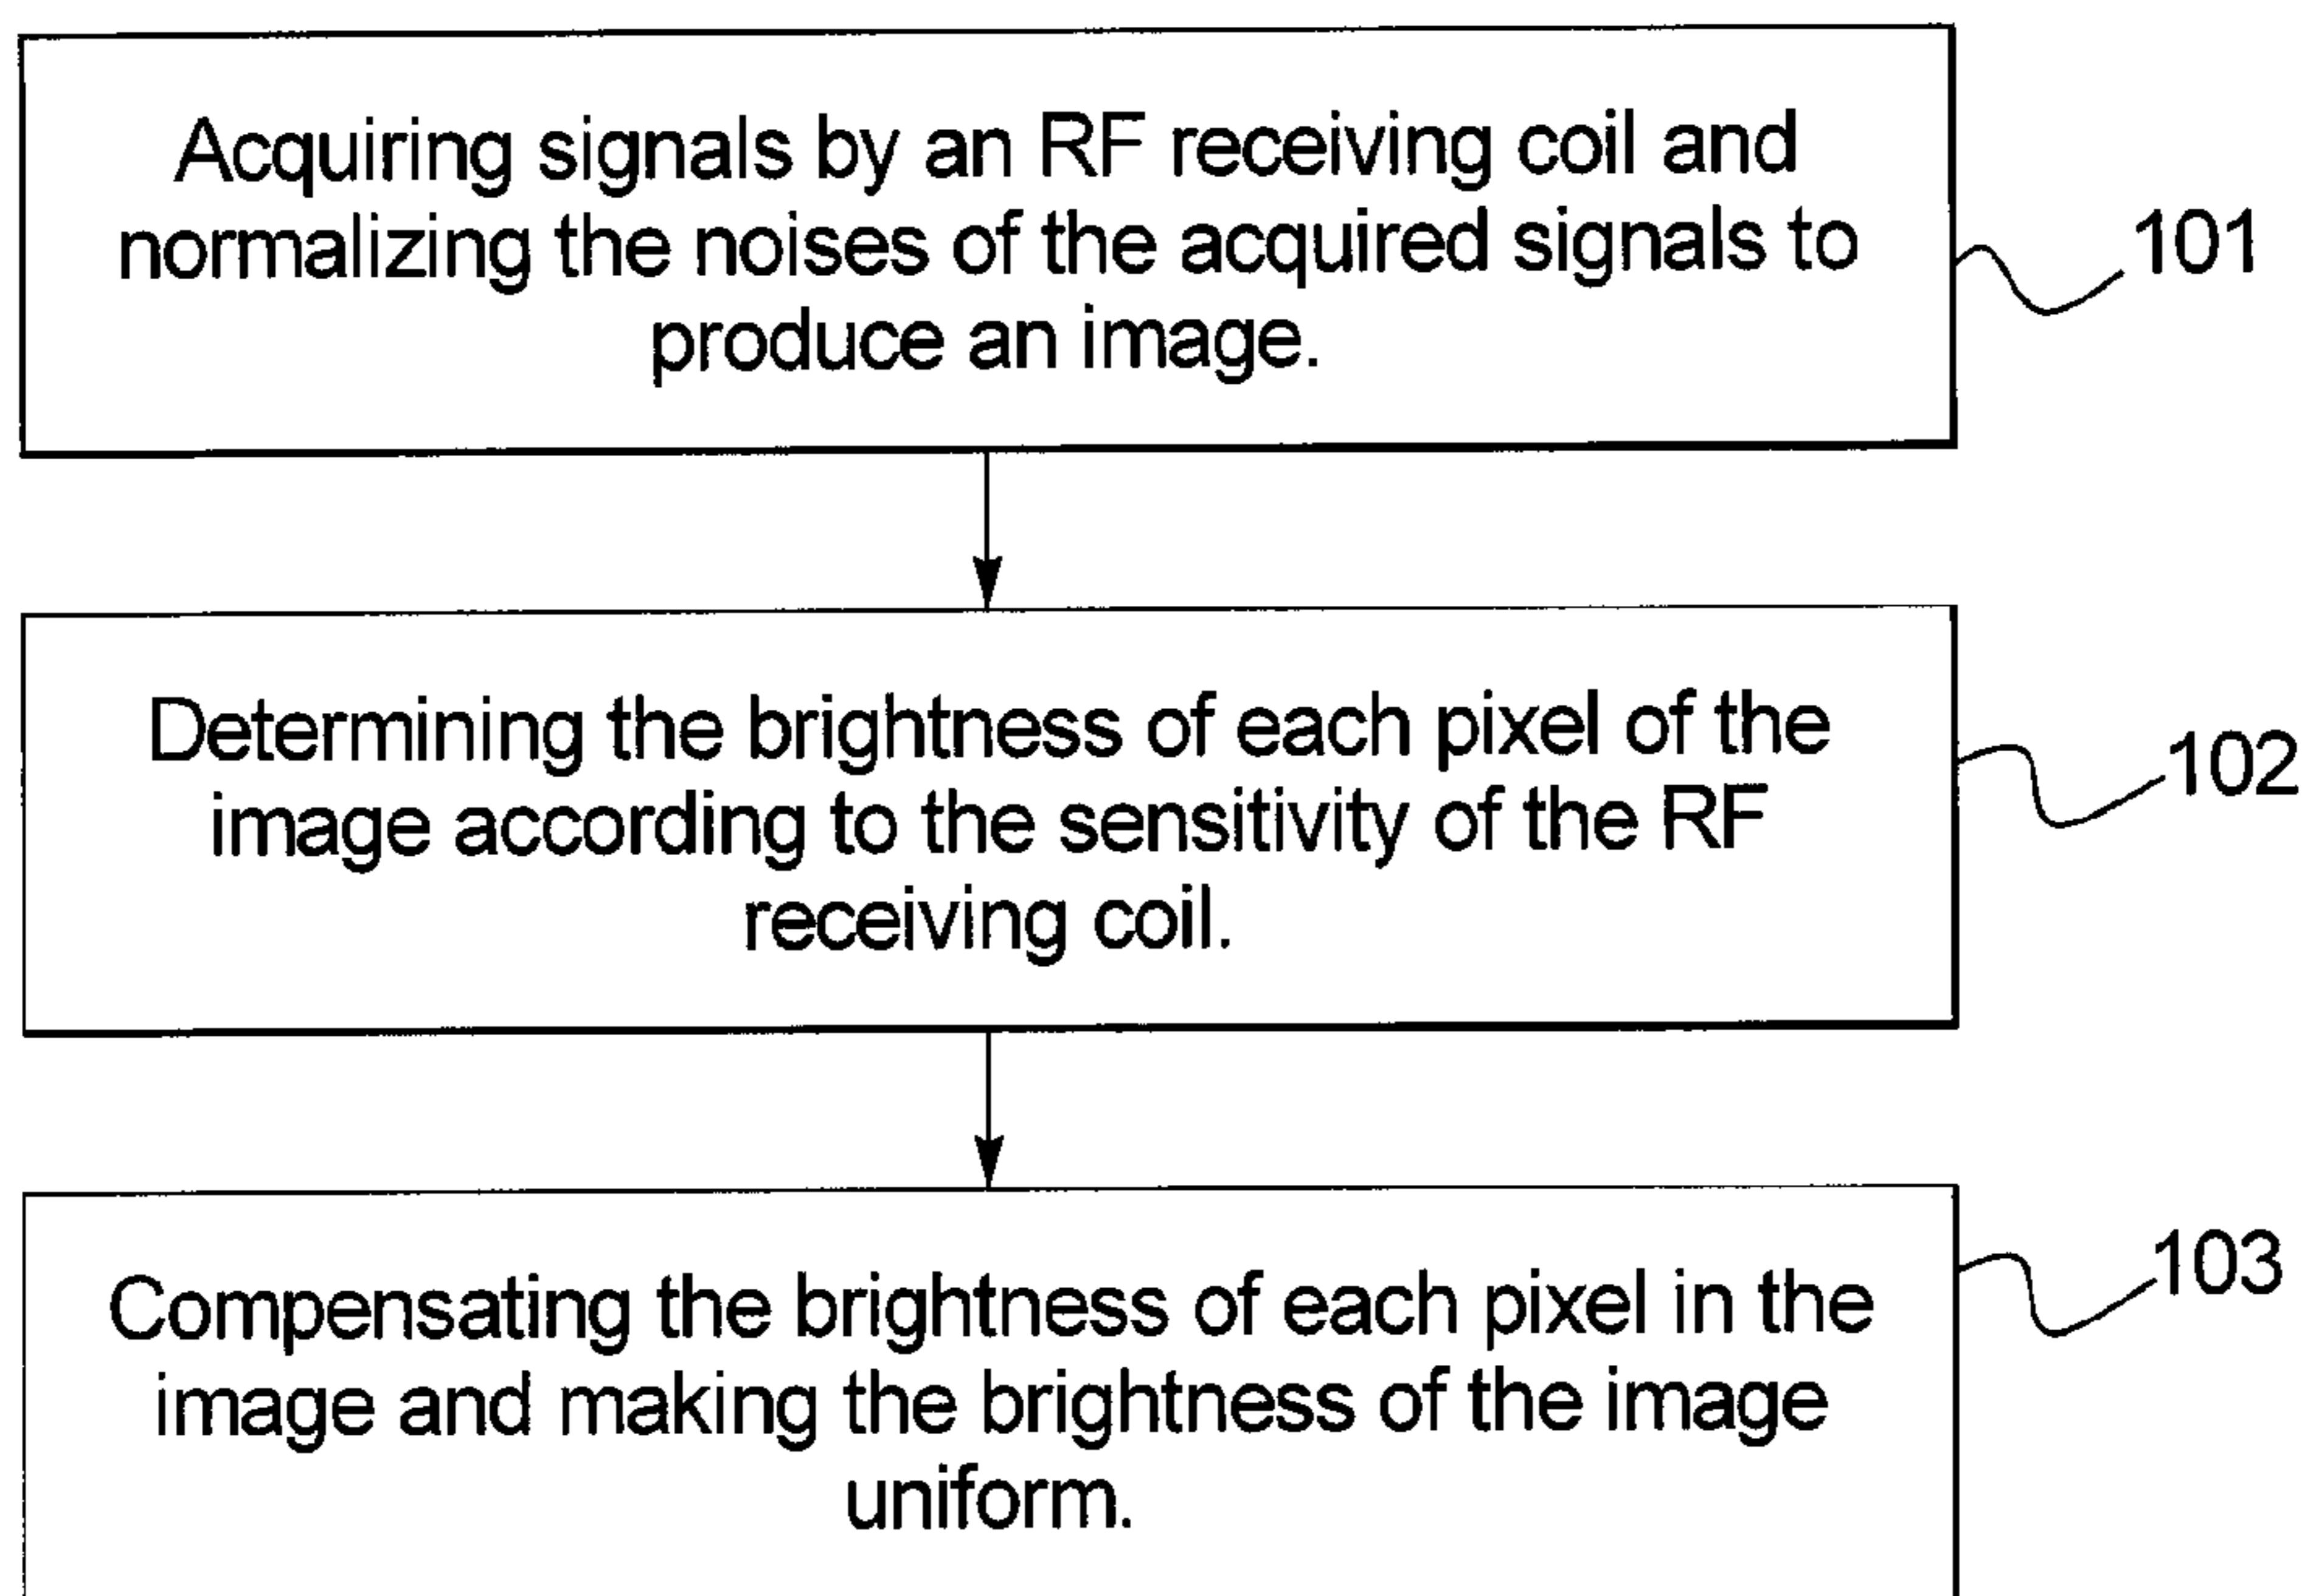 Acquiring signals by an RF receiving coil and
normalizing the noises of the acquired signals to
produce an image.
101
Determining the brightness of each pixel of the
image according to the sensitivity of the RF
receiving coil.
102
Compensating the brightness of each pixel in the
image and making the brightness of the image
uniform.
103